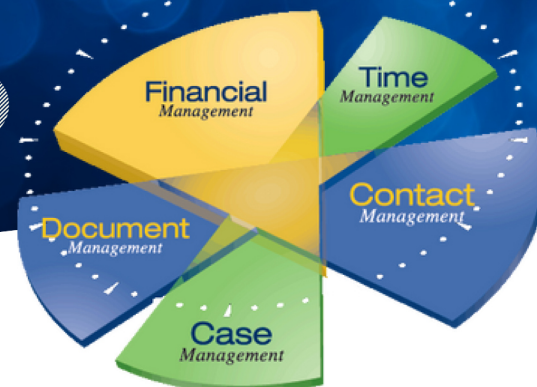 Financial
Management
Time
Management
Contact
Management
Document
Management
Case
Management